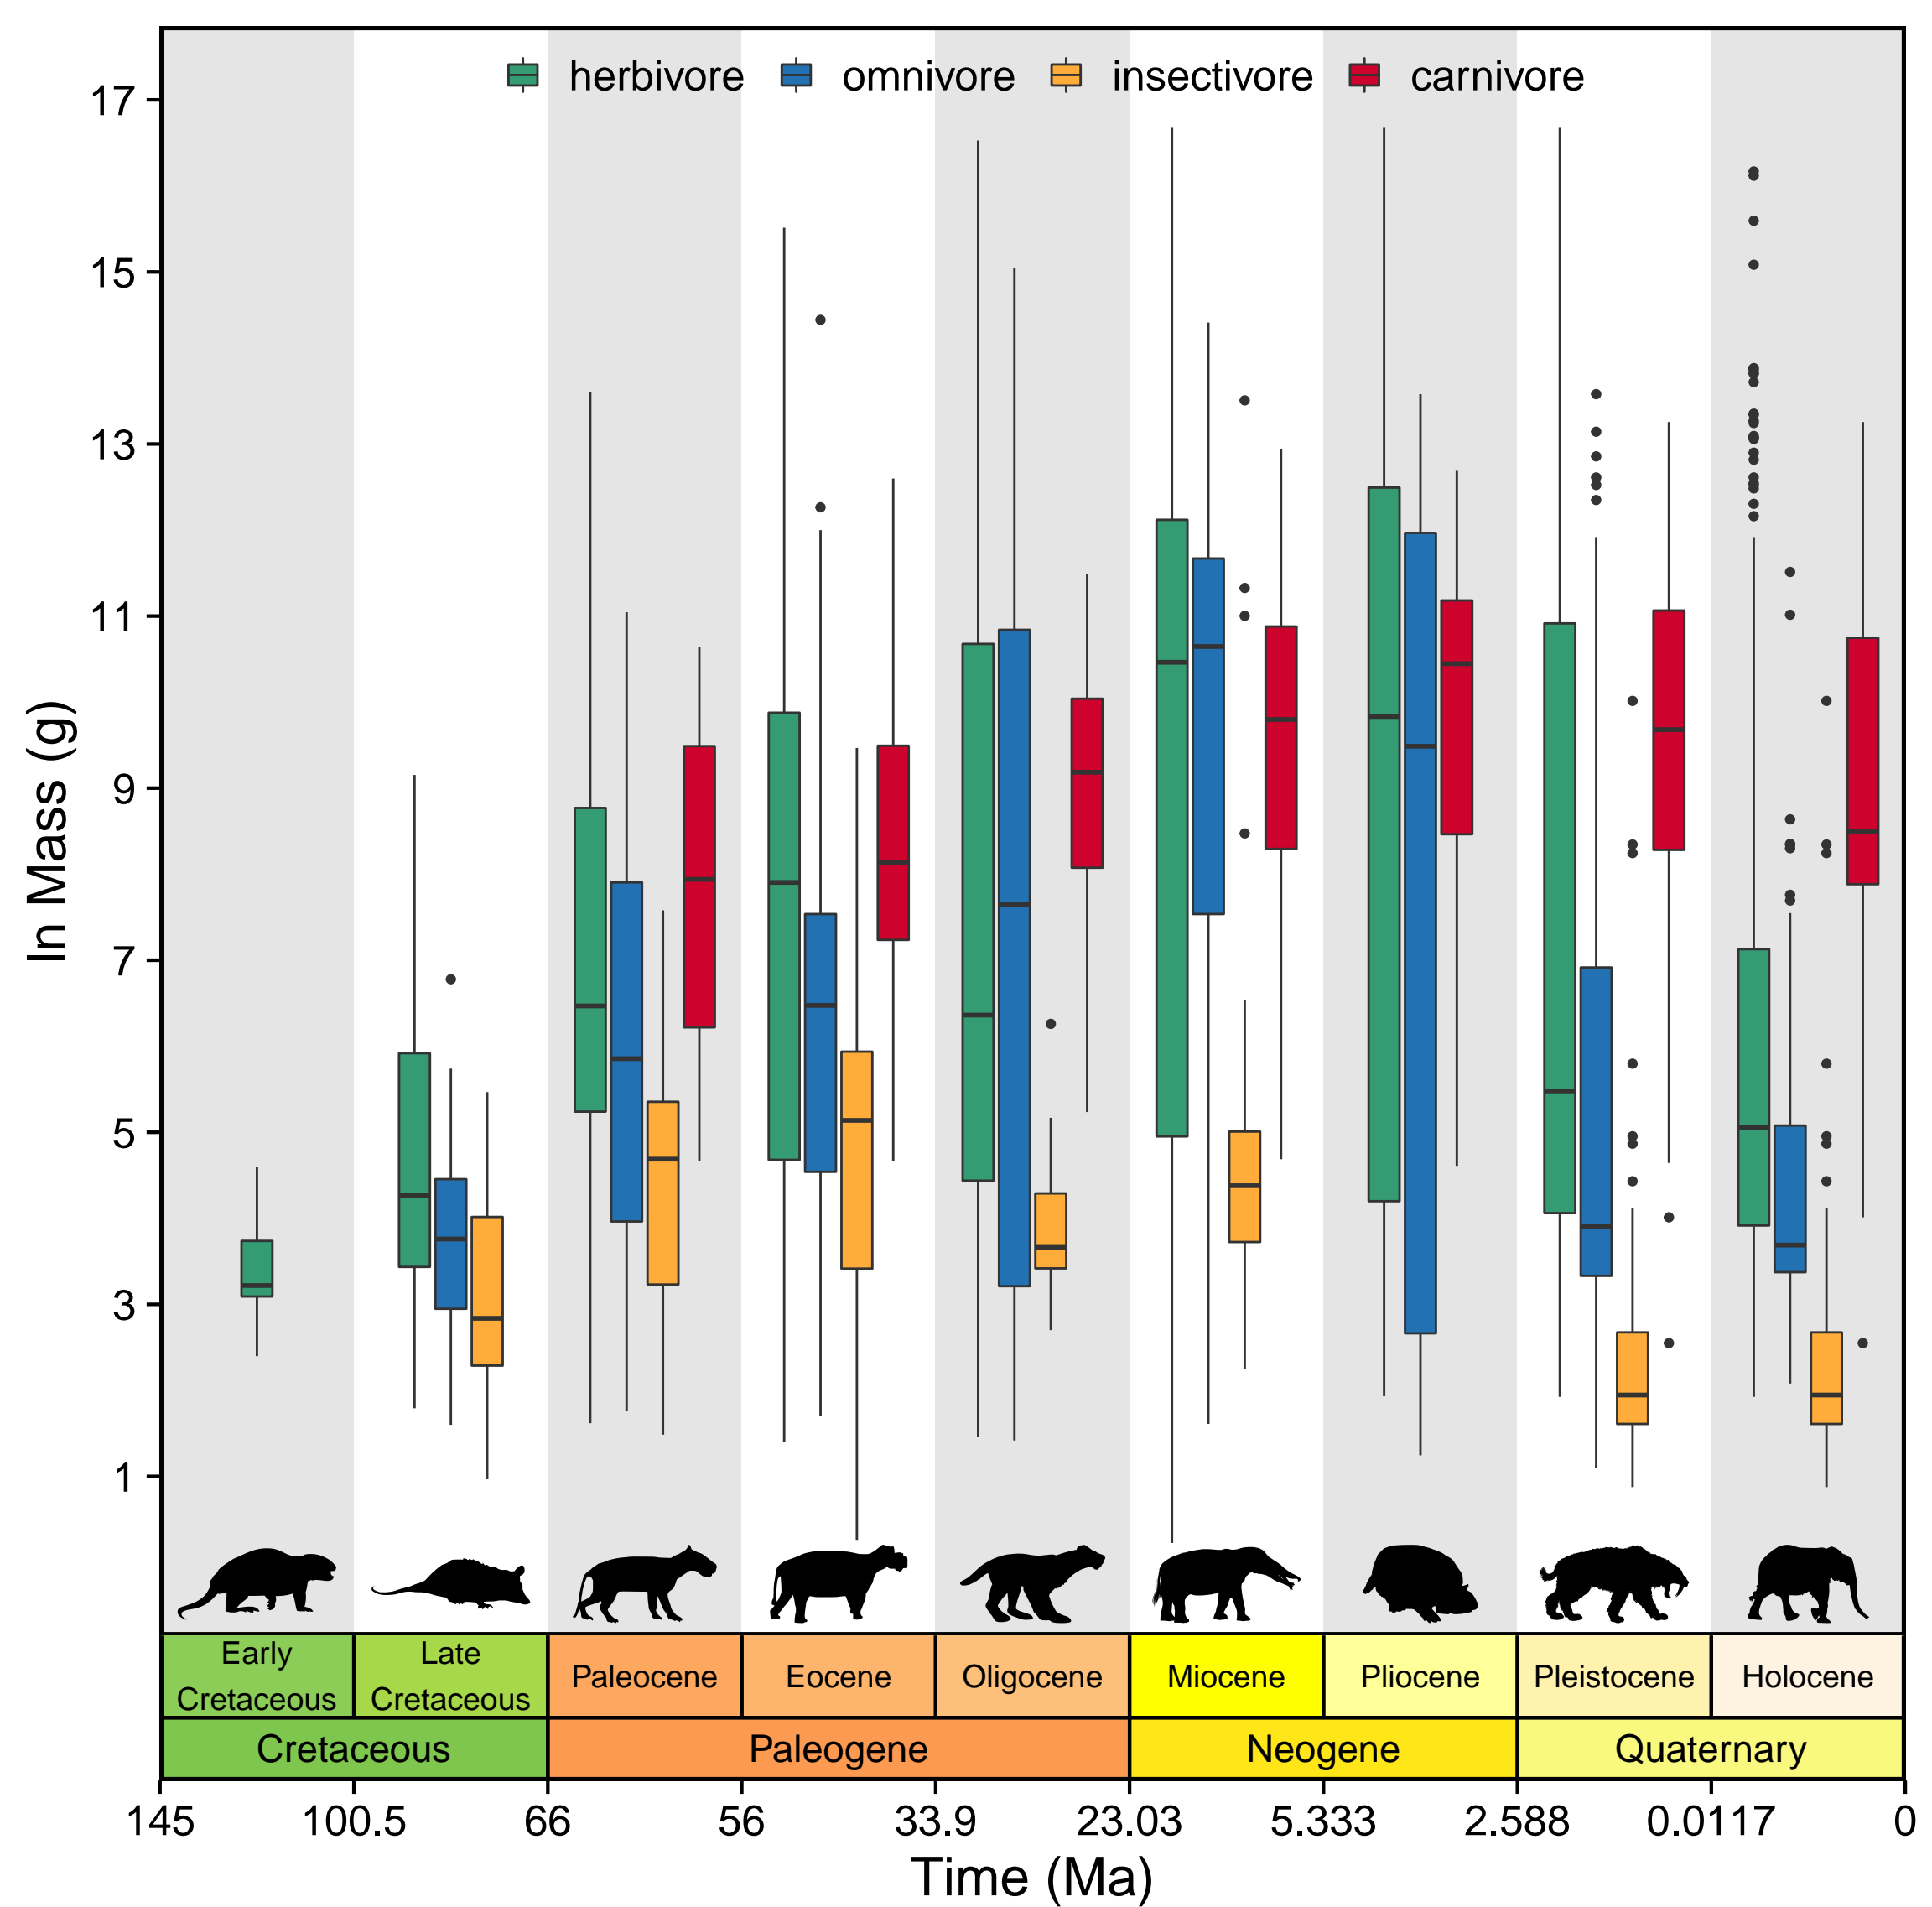 herbivore omnivore insectivore carnivore
17
15
13
11
9
7
5
3
1
ln Mass (g)
Early Cretaceous
Late Cretaceous
Paleocene
Eocene
Oligocene
Miocene
Pliocene
Pleistocene
Holocene
Cretaceous
Paleogene
Neogene
Quaternary
145 100.5 66 56 33.9 23.03 5.333 2.588 0.0117 0
Time (Ma)